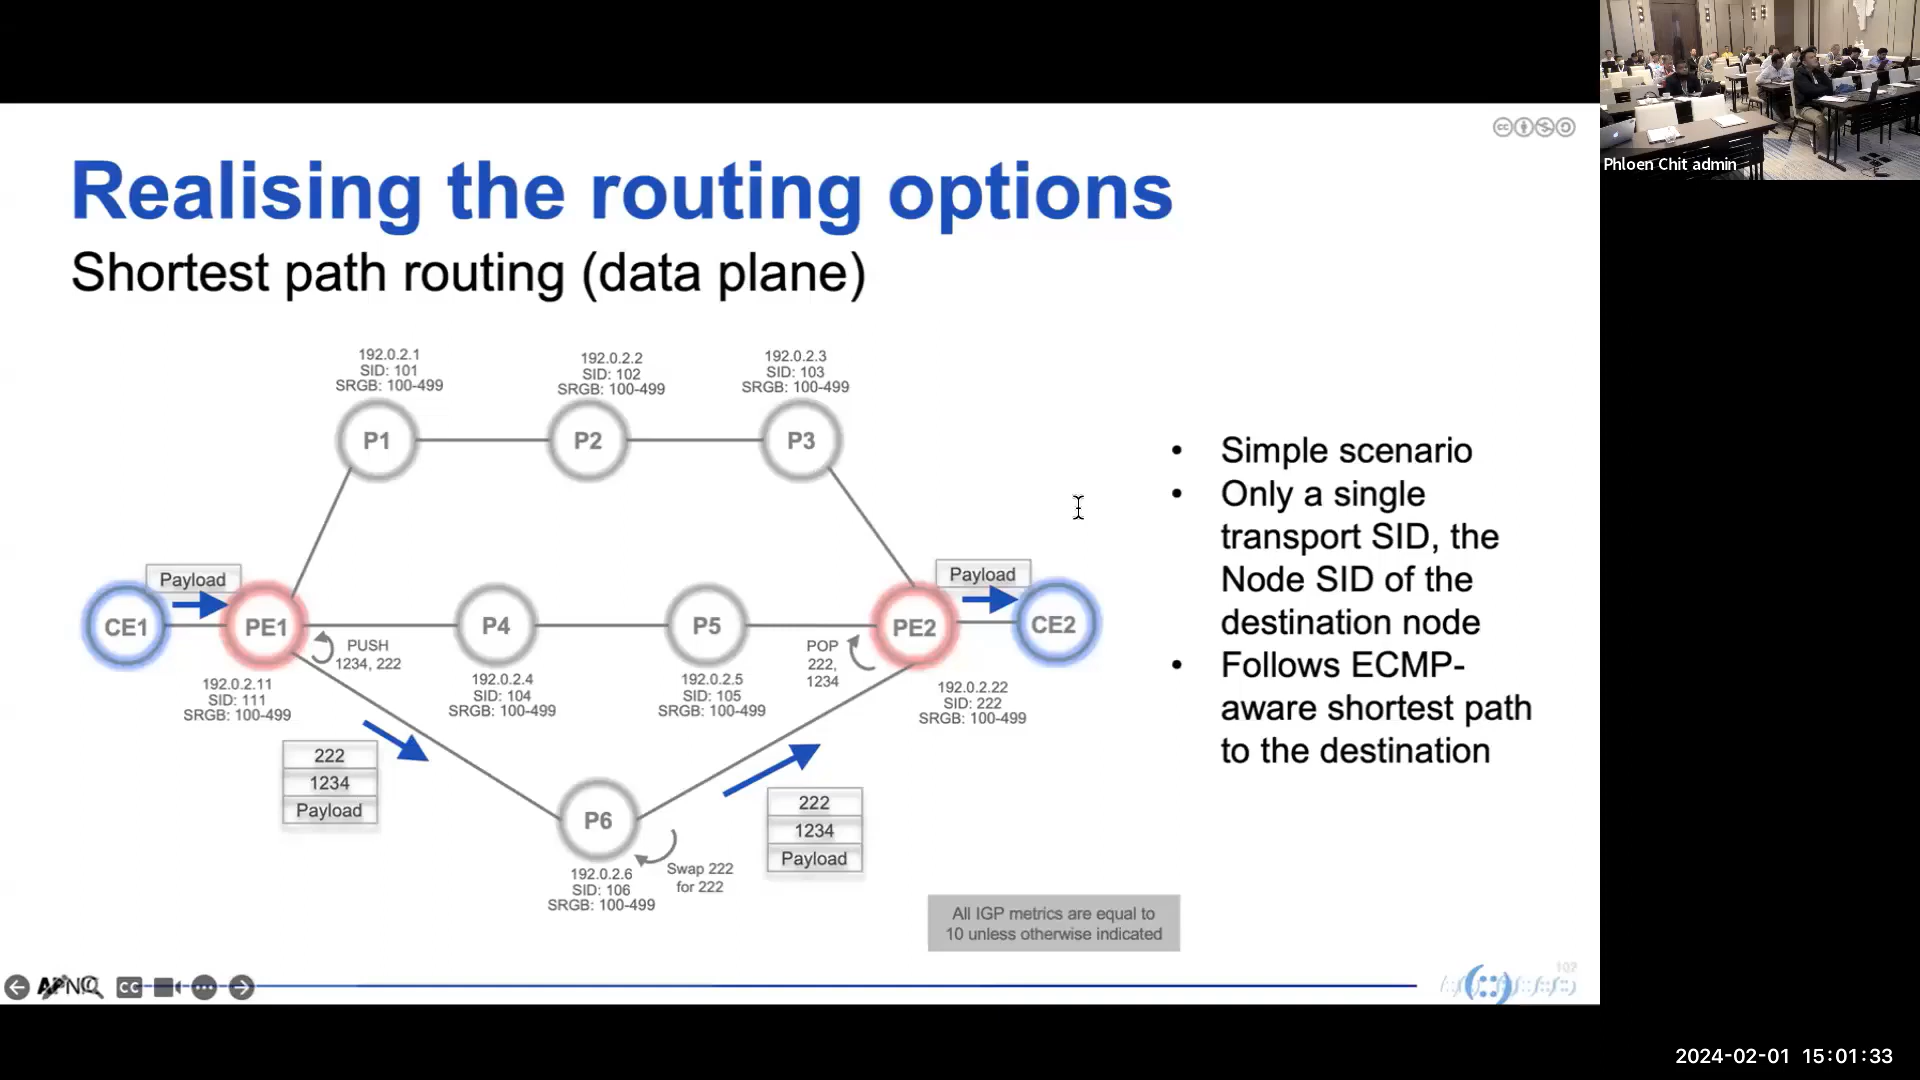 Phloen Chit admin
Realising the routing options
Shortest path routing (data plane)
192.0.2.1
SID: 101
SRGB: 100-499
192.0.2.2
SID: 102
SRGB: 100-499
192.0.2.3
SID: 103
SRGB: 100-499
P1
P2
P3
Payload
Payload
CE1
PE1
P4
P5
PE2
CE2
PUSH
1234, 222
POP
222,
1234
192.0.2.11
SID: 111
SRGB: 100-499
192.0.2.4
SID: 104
SRGB: 100-499
192.0.2.5
SID: 105
SRGB: 100-499
192.0.2.22
SID: 222
SRGB: 100-499
222
1234
Payload
P6
222
1234
Payload
Swap 222
for 222
192.0.2.6
SID: 106
SRGB: 100-499
All IGP metrics are equal to
10 unless otherwise indicated
• Simple scenario
• Only a single
transport SID, the
Node SID of the
destination node
• Follows ECMP-
aware shortest path
to the destination
APNIC
CC
102
2024-02-01 15:01:33